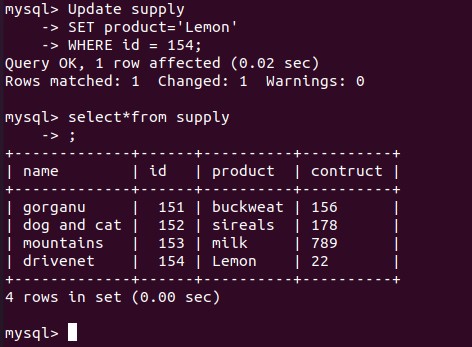 mysql> Update supply
    -> SET product='Lemon'
    -> WHERE id = 154;
Query OK, 1 row affected (0.02 sec)
Rows matched: 1  Changed: 1  Warnings: 0

mysql> select*from supply
    -> ;
+-------------+------+----------+----------+
| name        | id   | product  | contruct |
+-------------+------+----------+----------+
| gorganu     |  151 | buckweat | 156      |
| dog and cat |  152 | sireals  | 178      |
| mountains   |  153 | milk     | 789      |
| drivenet    |  154 | Lemon    | 22       |
+-------------+------+----------+----------+
4 rows in set (0.00 sec)

mysql>